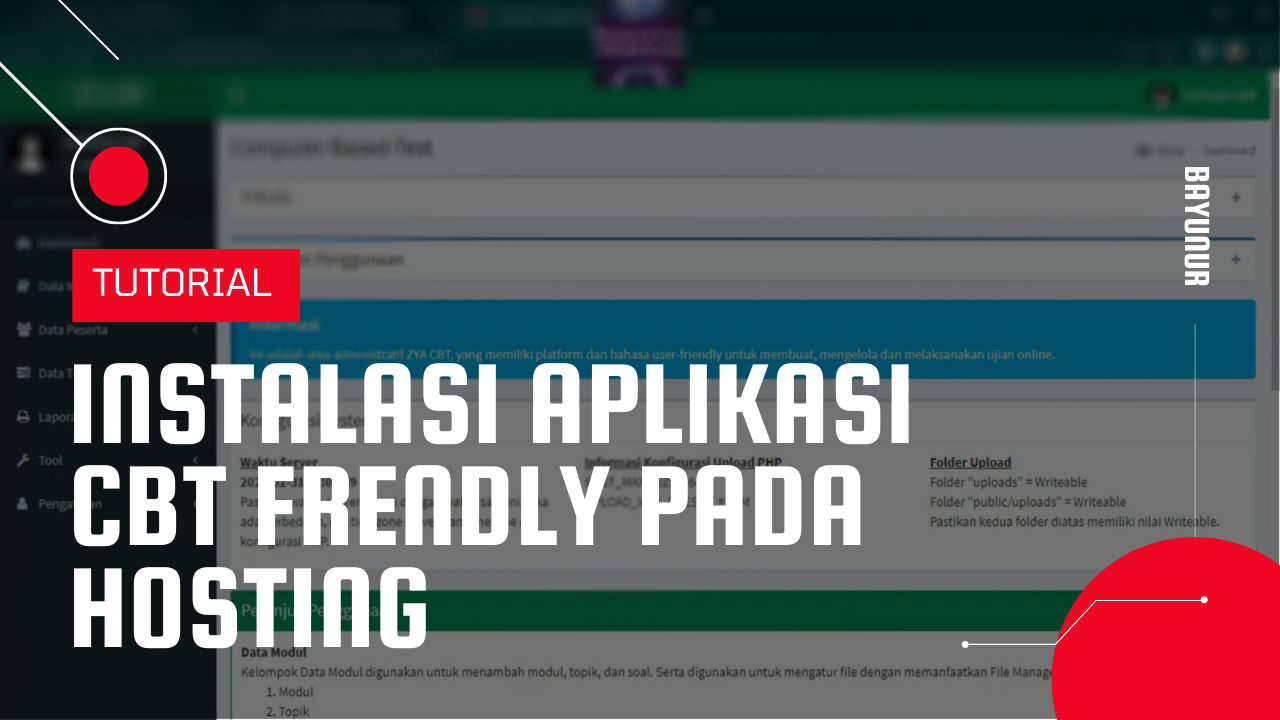 BAYUNUR
TUTORIAL
INSTALASI APLIKASI
CBT FRENDLY PADA
HOSTING
Computer Based Test
Dashboard
Penggunaan
Informasi
Ini adalah area administratif ZYA CBT, yang memiliki platform dan bahasa user-friendly untuk membuat, mengelola dan melaksanakan ujian online.
Data Peserta
Data
Tool
Waktu Server
Informasi Konfigurasi Upload PHP
Folder Upload
Folder "uploads" = Writeable
Folder "public/uploads" = Writeable
Pastikan kedua folder diatas memiliki nilai Writeable.
Data Modul
Kelompok Data Modul digunakan untuk menambah modul, topik, dan soal. Serta digunakan untuk mengatur file dengan memanfaatkan File
1. Modul
2. Topik